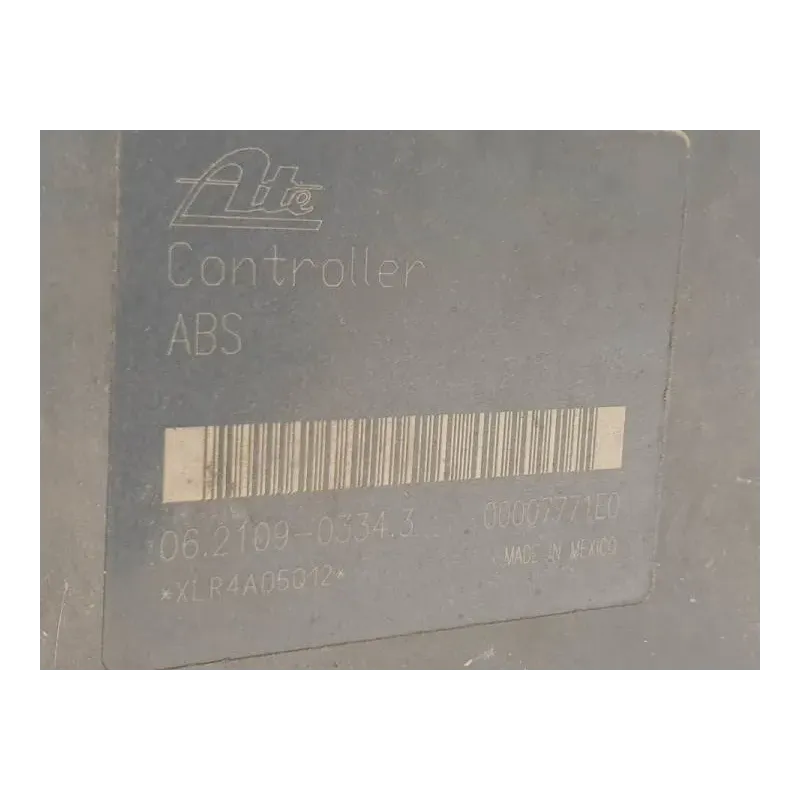 Ate
Controller
ABS
06.2109-0334.3 00007771E0
MADE IN MEXICO
*XLR4A05Q12*